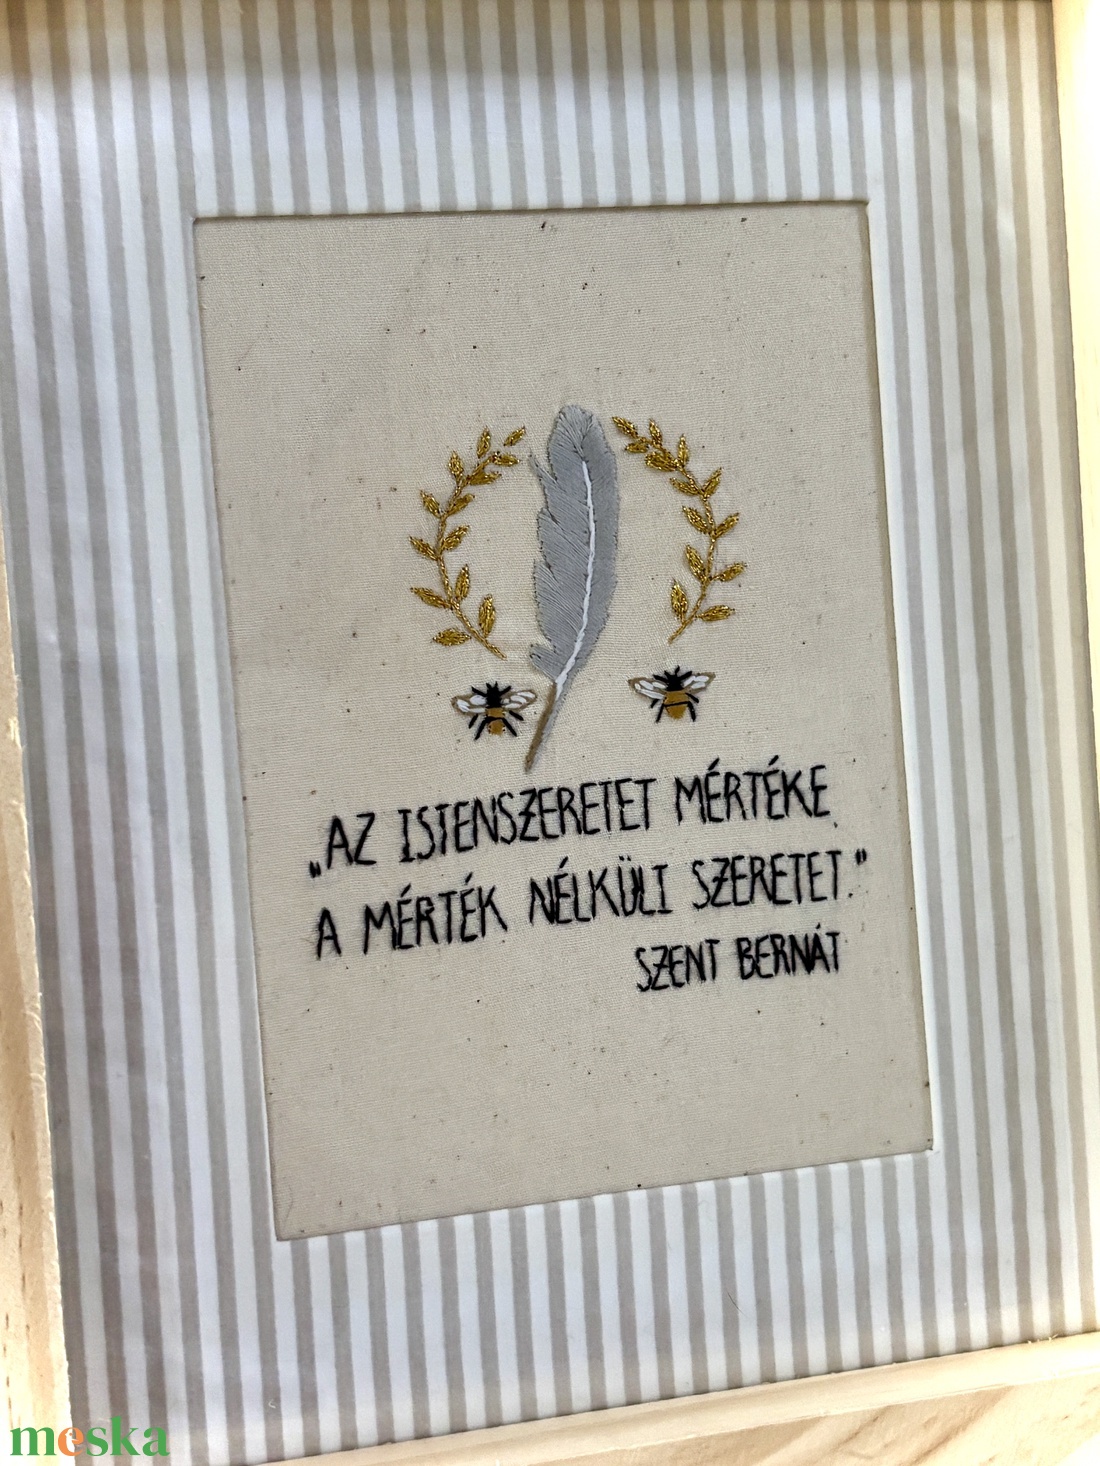 „AZ ISTENSZERETET MÉRTÉKE
A MÉRTÉK NÉLKÜLI SZERETET.”
SZENT BERNÁT
meska